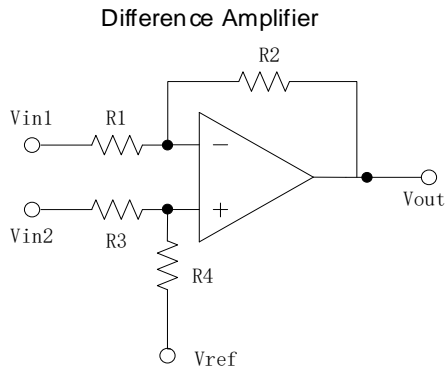 Difference Amplifier
R2
Vin1
R1
−
Vout
+
Vin2
R3
R4
Vref